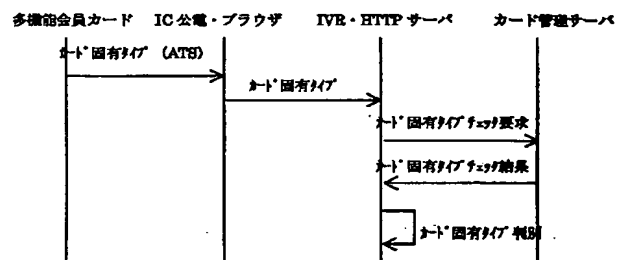 多機能会員カード IC公電・ブラウザ IVR・HTTPサーバ カード管理サーバ
ｶｰﾄﾞ固有ﾀｲﾌﾟ (ATS)
ｶｰﾄﾞ固有ﾀｲﾌﾟ
ｶｰﾄﾞ固有ﾀｲﾌﾟﾁｪｯｸ要求
ｶｰﾄﾞ固有ﾀｲﾌﾟﾁｪｯｸ結果
ｶｰﾄﾞ固有ﾀｲﾌﾟ判別